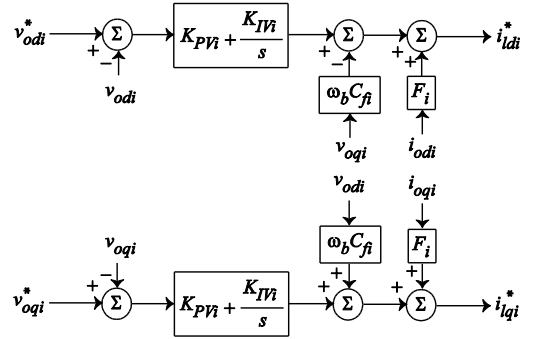 v*odi + Σ − KPVi + KIVi/s + Σ − + Σ + i*ldi
vodi
ωbCfi Fi
voqi iodi
vodi ioqi
ωbCfi Fi
voqi
v*oqi + Σ − KPVi + KIVi/s + Σ + + Σ + i*lqi